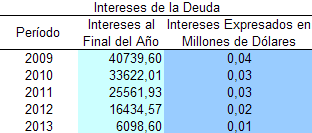 Intereses de la Deuda
Período Intereses al Final del Año Intereses Expresados en Millones de Dólares
2009 40739,60 0,04
2010 33622,01 0,03
2011 25561,93 0,03
2012 16434,57 0,02
2013 6098,60 0,01